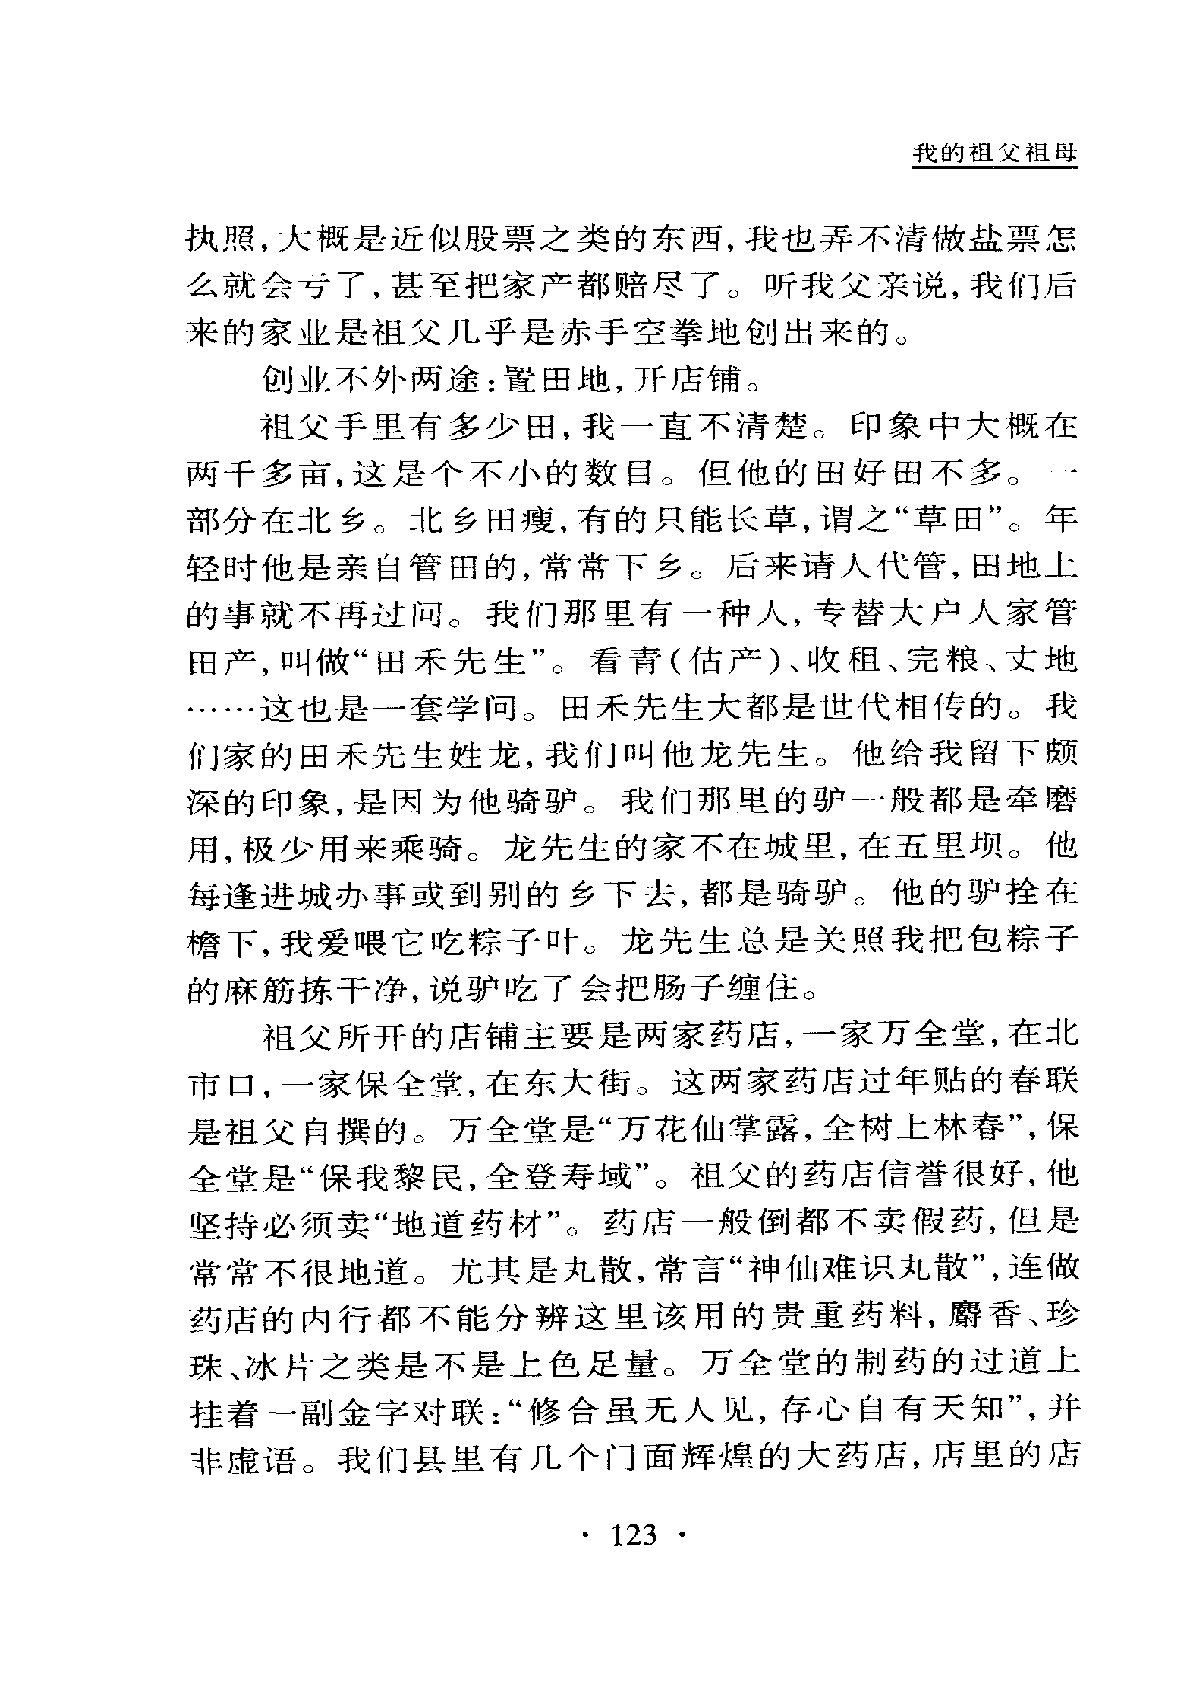 我的祖父祖母
执照,大概是近似股票之类的东西,我也弄不清做盐票怎
么就会亏了,甚至把家产都赔尽了。听我父亲说,我们后
来的家业是祖父几乎是赤手空拳地创出来的。
创业不外两途:置田地,开店铺。
祖父手里有多少田,我一直不清楚。印象中大概在
两千多亩,这是个不小的数目。但他的田好田不多。一
部分在北乡。北乡田瘦,有的只能长草,谓之“草田”。年
轻时他是亲自管田的,常常下乡。后来请人代管,田地上
的事就不再过问。我们那里有一种人,专替大户人家管
田产,叫做“田禾先生”。看青(估产)、收租、完粮、丈地
……这也是一套学问。田禾先生大都是世代相传的。我
们家的田禾先生姓龙,我们叫他龙先生。他给我留下颇
深的印象,是因为他骑驴。我们那里的驴一般都是牵磨
用,极少用来乘骑。龙先生的家不在城里,在五里坝。他
每逢进城办事或到别的乡下去,都是骑驴。他的驴拴在
檐下,我爱喂它吃粽子叶。龙先生总是关照我把包粽子
的麻筋拣干净,说驴吃了会把肠子缠住。
祖父所开的店铺主要是两家药店,一家万全堂,在北
市口,一家保全堂,在东大街。这两家药店过年贴的春联
是祖父自撰的。万全堂是“万花仙掌露,全树上林春”,保
全堂是“保我黎民,全登寿域”。祖父的药店信誉很好,他
坚持必须卖“地道药材”。药店一般倒都不卖假药,但是
常常不很地道。尤其是丸散,常言“神仙难识丸散”,连做
药店的内行都不能分辨这里该用的贵重药料,麝香、珍
珠、冰片之类是不是上色足量。万全堂的制药的过道上
挂着一副金字对联:“修合虽无人见,存心自有天知”,并
非虚语。我们县里有几个门面辉煌的大药店,店里的店
· 123 ·